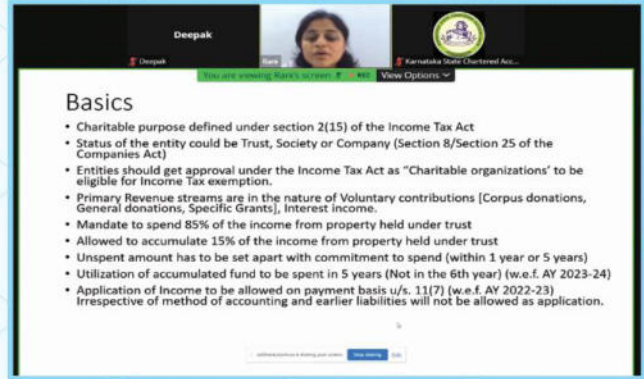 Deepak
Deepak
Rani
Karnataka State Chartered Acc...
You are viewing Rani's screen
View Options
Basics
• Charitable purpose defined under section 2(15) of the Income Tax Act
• Status of the entity could be Trust, Society or Company (Section 8/Section 25 of the
Companies Act)
• Entities should get approval under the Income Tax Act as "Charitable organizations' to be
eligible for Income Tax exemption.
• Primary Revenue streams are in the nature of Voluntary contributions [Corpus donations,
General donations, Specific Grants], Interest income.
• Mandate to spend 85% of the income from property held under trust
• Allowed to accumulate 15% of the income from property held under trust
• Unspent amount has to be set apart with commitment to spend (within 1 year or 5 years)
• Utilization of accumulated fund to be spent in 5 years (Not in the 6th year) (w.e.f. AY 2023-24)
• Application of Income to be allowed on payment basis u/s. 11(7) (w.e.f. AY 2022-23)
Irrespective of method of accounting and earlier liabilities will not be allowed as application.
is sharing your screen. Stop sharing Hide